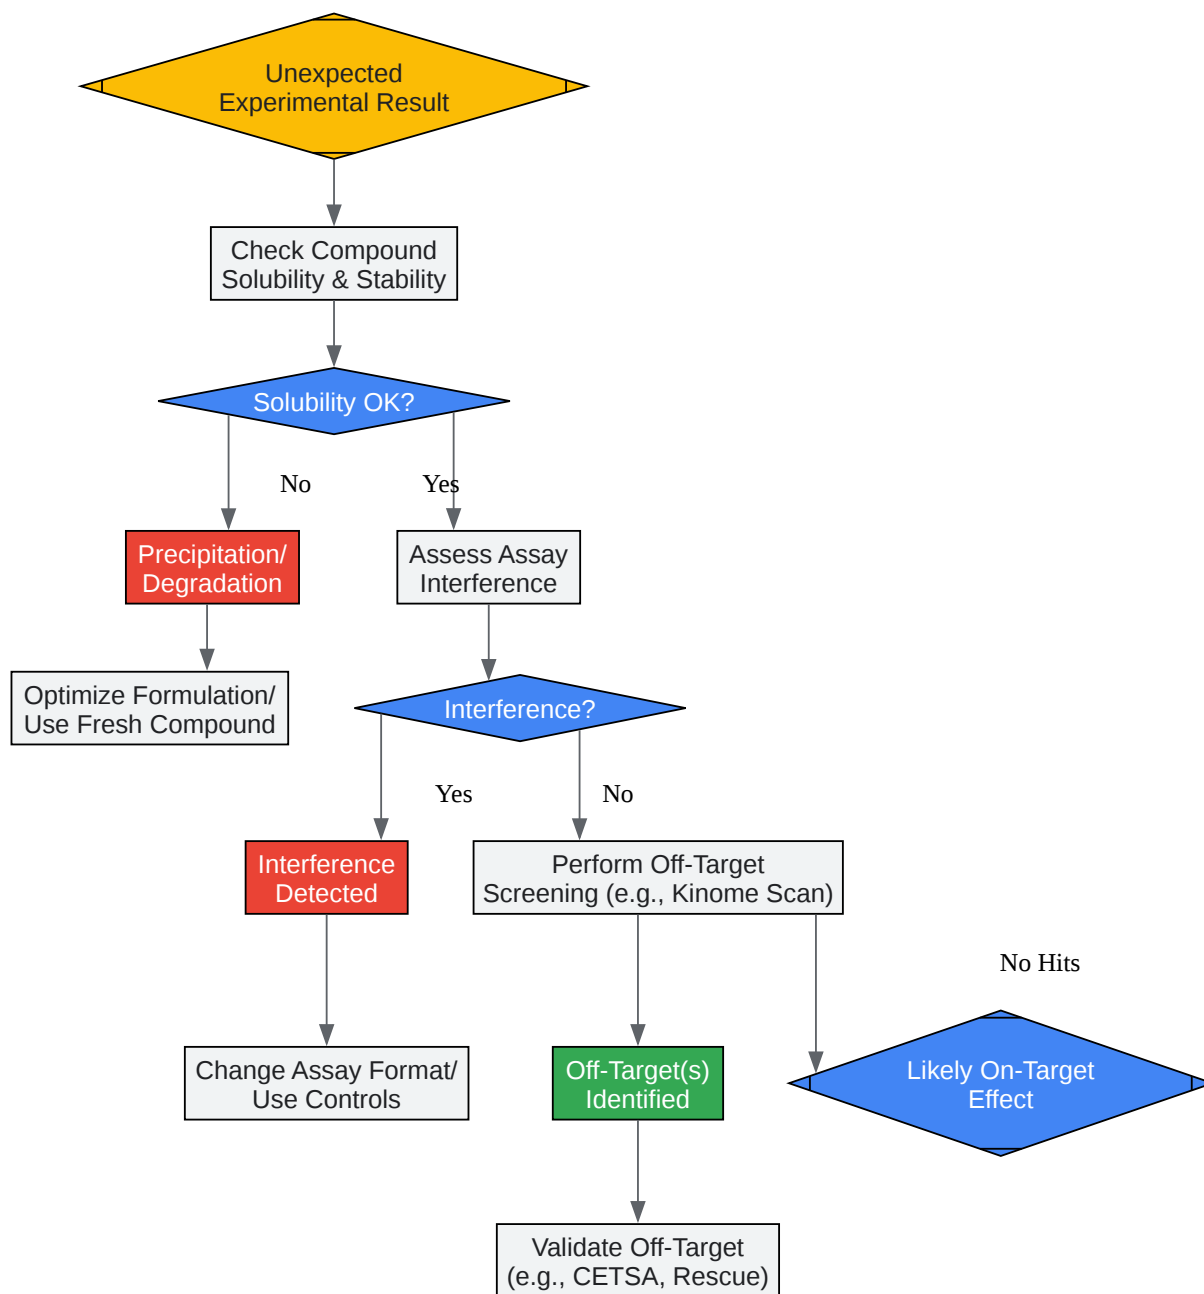 Unexpected
Experimental Result
Check Compound
Solubility & Stability
Solubility OK?
No
Yes
Precipitation/
Degradation
Assess Assay
Interference
Optimize Formulation/
Use Fresh Compound
Interference?
Yes
No
Interference
Detected
Perform Off-Target
Screening (e.g., Kinome Scan)
No Hits
Change Assay Format/
Use Controls
Off-Target(s)
Identified
Likely On-Target
Effect
Validate Off-Target
(e.g., CETSA, Rescue)